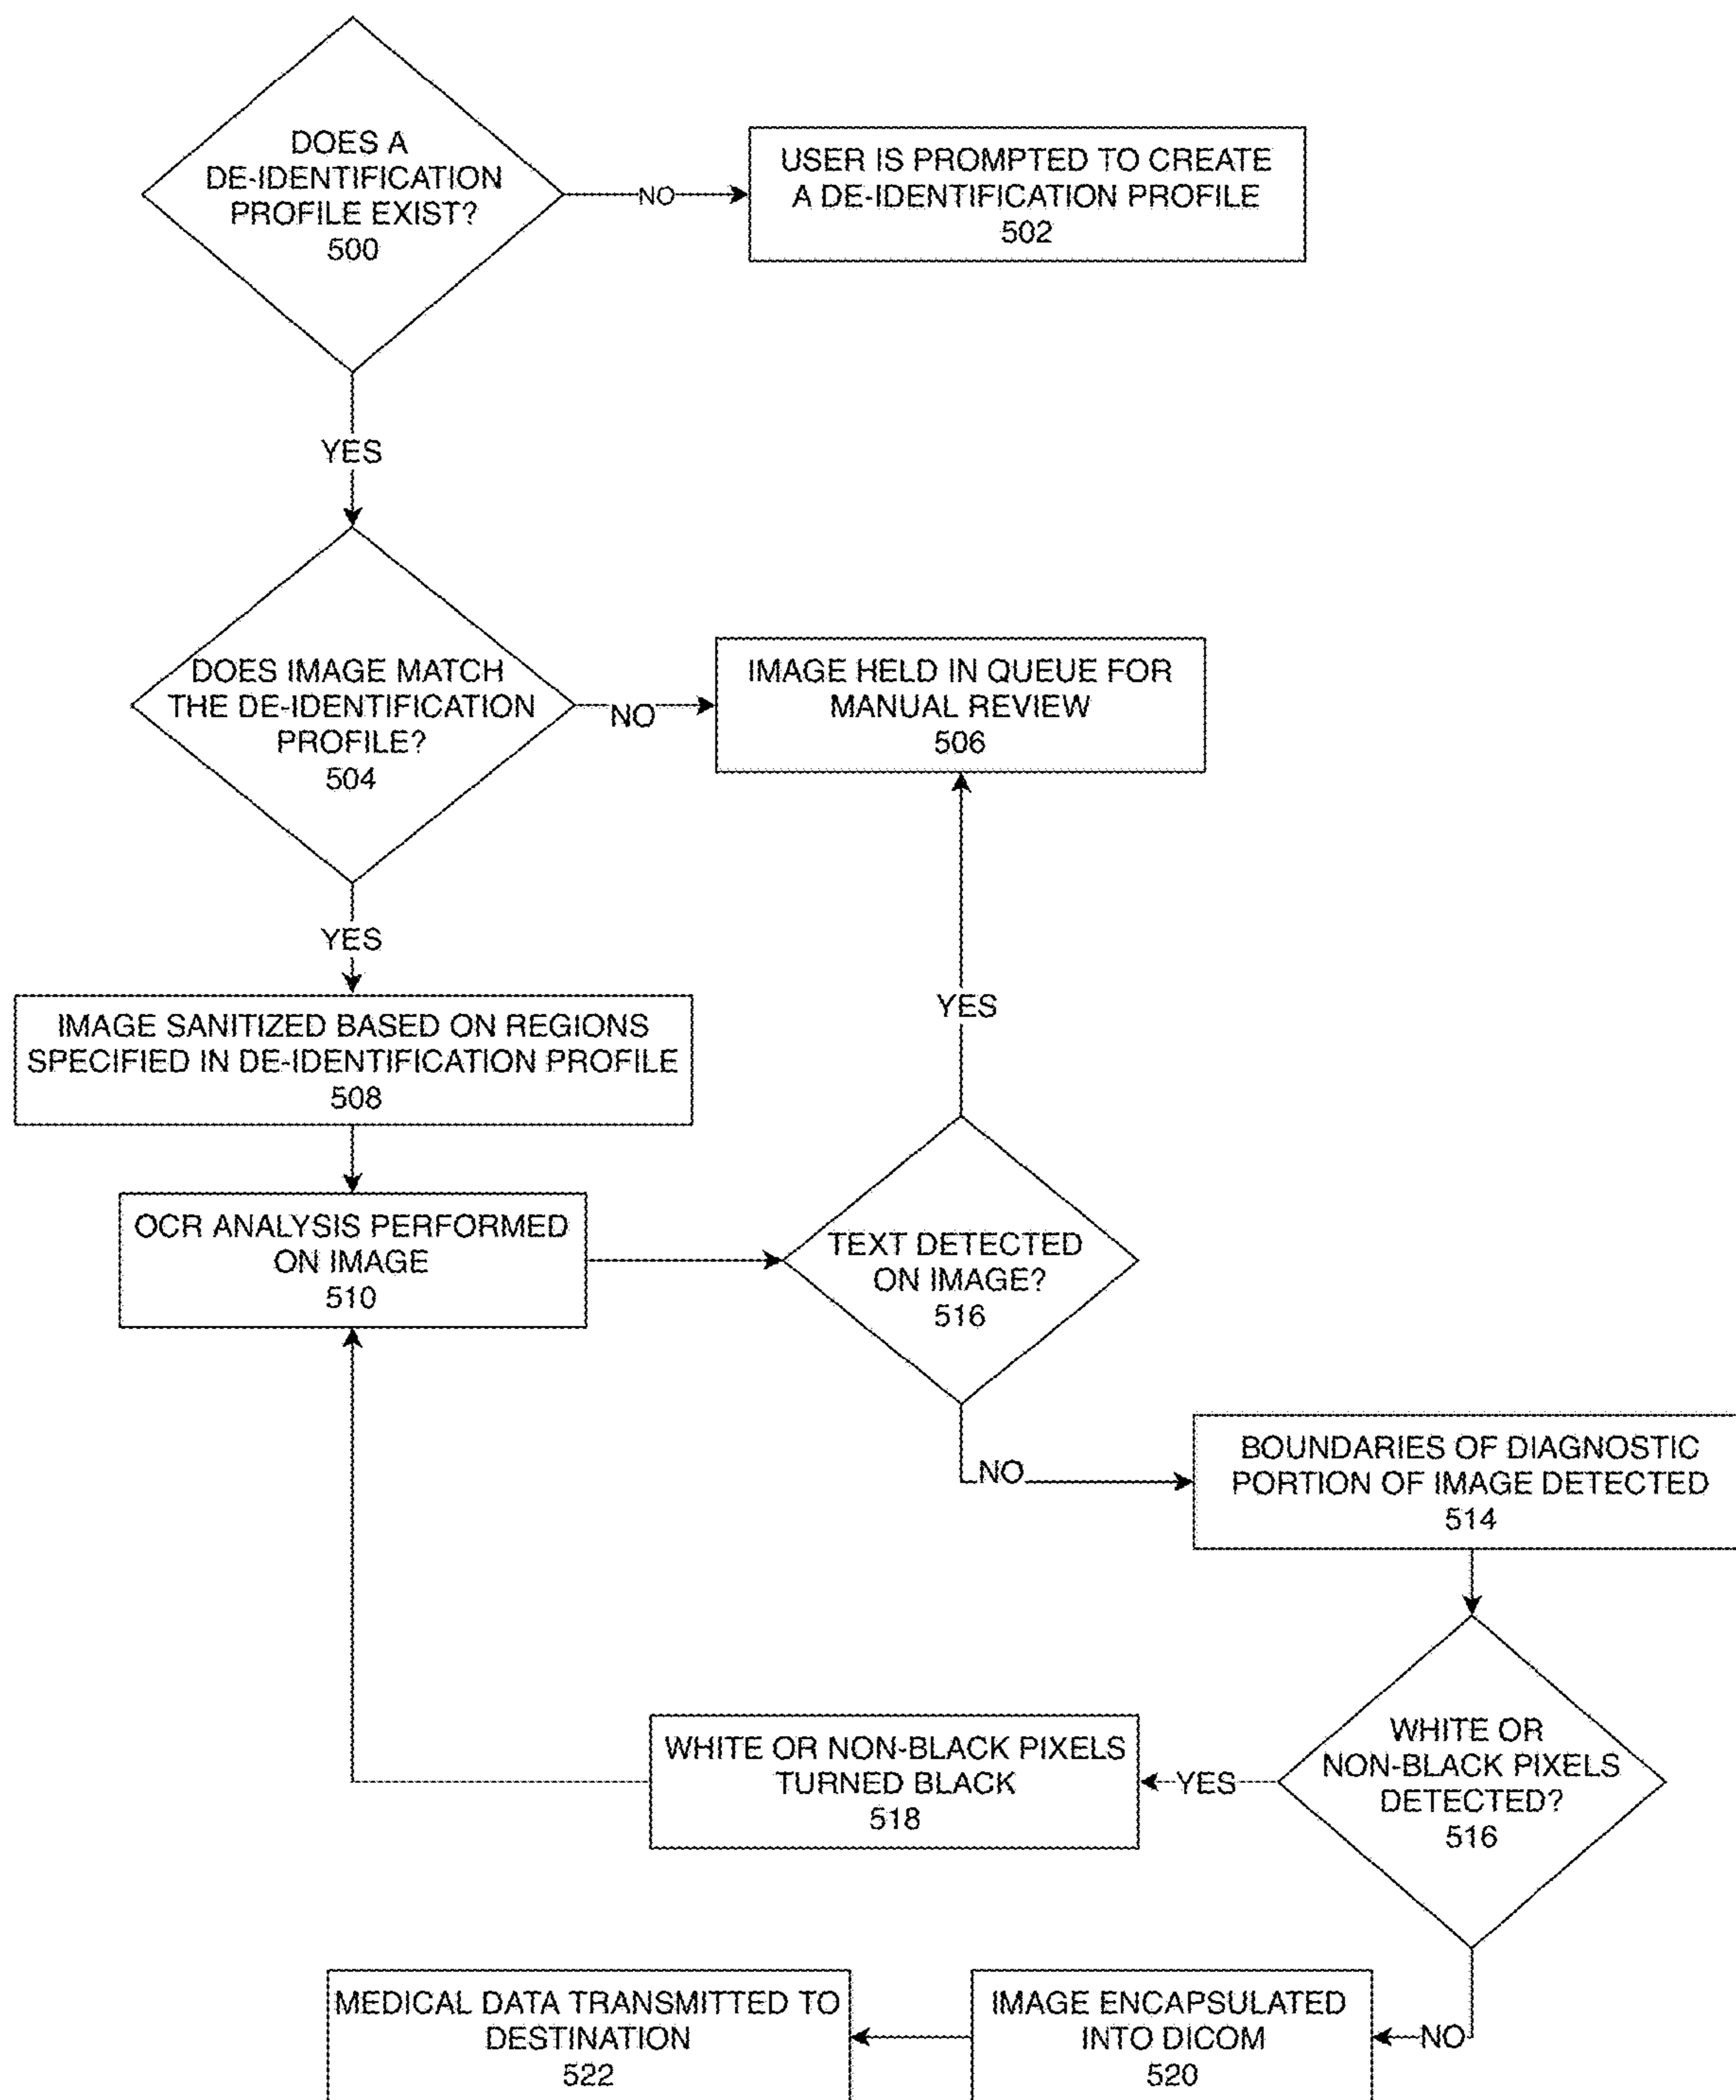 DOES A
DE-IDENTIFICATION
PROFILE EXIST?
500
NO
USER IS PROMPTED TO CREATE
A DE-IDENTIFICATION PROFILE
502
YES
DOES IMAGE MATCH
THE DE-IDENTIFICATION
PROFILE?
504
NO
IMAGE HELD IN QUEUE FOR
MANUAL REVIEW
506
YES
IMAGE SANITIZED BASED ON REGIONS
SPECIFIED IN DE-IDENTIFICATION PROFILE
508
YES
OCR ANALYSIS PERFORMED
ON IMAGE
510
TEXT DETECTED
ON IMAGE?
516
NO
BOUNDARIES OF DIAGNOSTIC
PORTION OF IMAGE DETECTED
514
WHITE OR
NON-BLACK PIXELS
DETECTED?
516
YES
WHITE OR NON-BLACK PIXELS
TURNED BLACK
518
NO
IMAGE ENCAPSULATED
INTO DICOM
520
MEDICAL DATA TRANSMITTED TO
DESTINATION
522